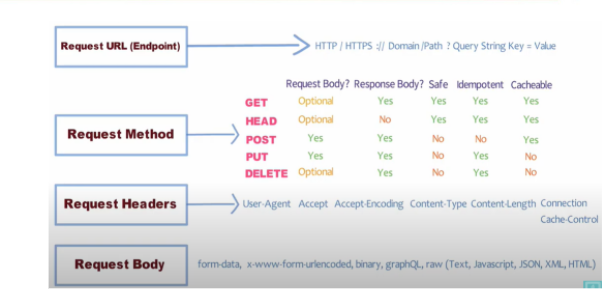 Request URL (Endpoint)
HTTP / HTTPS :// Domain/Path ? Query String Key = Value
Request Body? Response Body? Safe Idempotent Cacheable
GET Optional Yes Yes Yes Yes
HEAD Optional No Yes Yes Yes
Request Method
POST Yes Yes No No Yes
PUT Yes Yes No Yes No
DELETE Optional Yes No Yes No
Request Headers
User-Agent Accept Accept-Encoding Content-Type Content-Length Connection
Cache-Control
Request Body
form-data, x-www-form-urlencoded, binary, graphQL, raw (Text, Javascript, JSON, XML, HTML)